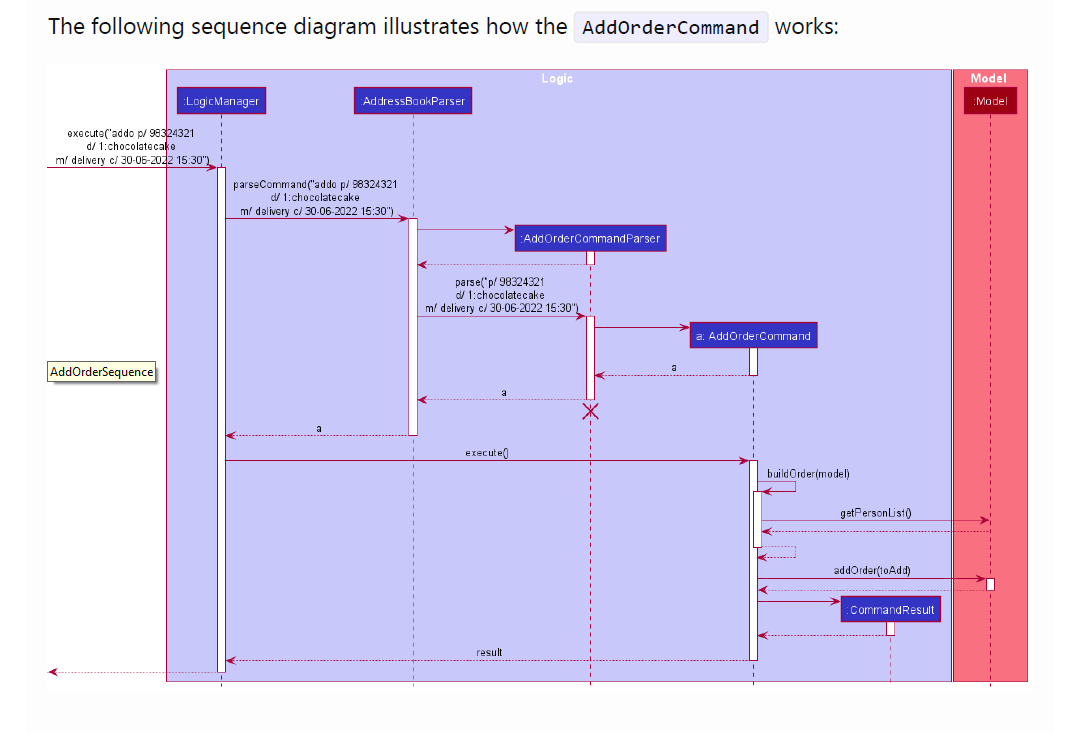 The following sequence diagram illustrates how the AddOrderCommand works:
Logic
Model
:LogicManager
:AddressBookParser
:Model
execute("addo p/ 98324321
d/ 1:chocolatecake
m/ delivery c/ 30-06-2022 15:30")
parseCommand("addo p/ 98324321
d/ 1:chocolatecake
m/ delivery c/ 30-06-2022 15:30")
:AddOrderCommandParser
parse("p/ 98324321
d/ 1:chocolatecake
m/ delivery c/ 30-06-2022 15:30")
a: AddOrderCommand
AddOrderSequence
a
a
a
execute()
buildOrder(model)
getPersonList()
addOrder(toAdd)
:CommandResult
result